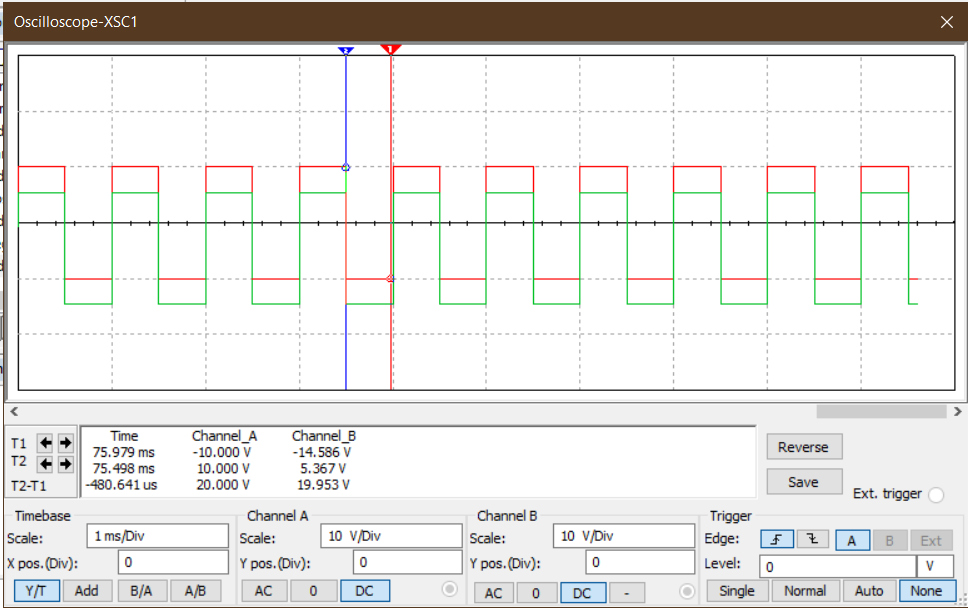 Oscilloscope-XSC1
2 1
T1
T2
T2-T1
Time Channel_A Channel_B
75.979 ms -10.000 V -14.586 V
75.498 ms 10.000 V 5.367 V
-480.641 us 20.000 V 19.953 V
Reverse
Save
Ext. trigger
Timebase
Scale: 1 ms/Div
X pos.(Div): 0
Y/T Add B/A A/B
Channel A
Scale: 10 V/Div
Y pos.(Div): 0
AC 0 DC
Channel B
Scale: 10 V/Div
Y pos.(Div): 0
AC 0 DC -
Trigger
Edge: A B Ext
Level: 0 V
Single Normal Auto None